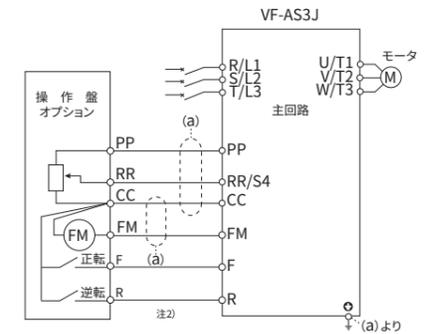 VF-AS3J
R/L1
S/L2
T/L3
U/T1
V/T2
W/T3
モータ
M
主回路
操 作 盤
オプション
(a)
PP
PP
RR
RR/S4
CC
CC
FM
FM
FM
(a)
正転
F
F
逆転
R
R
注2)
(a)より